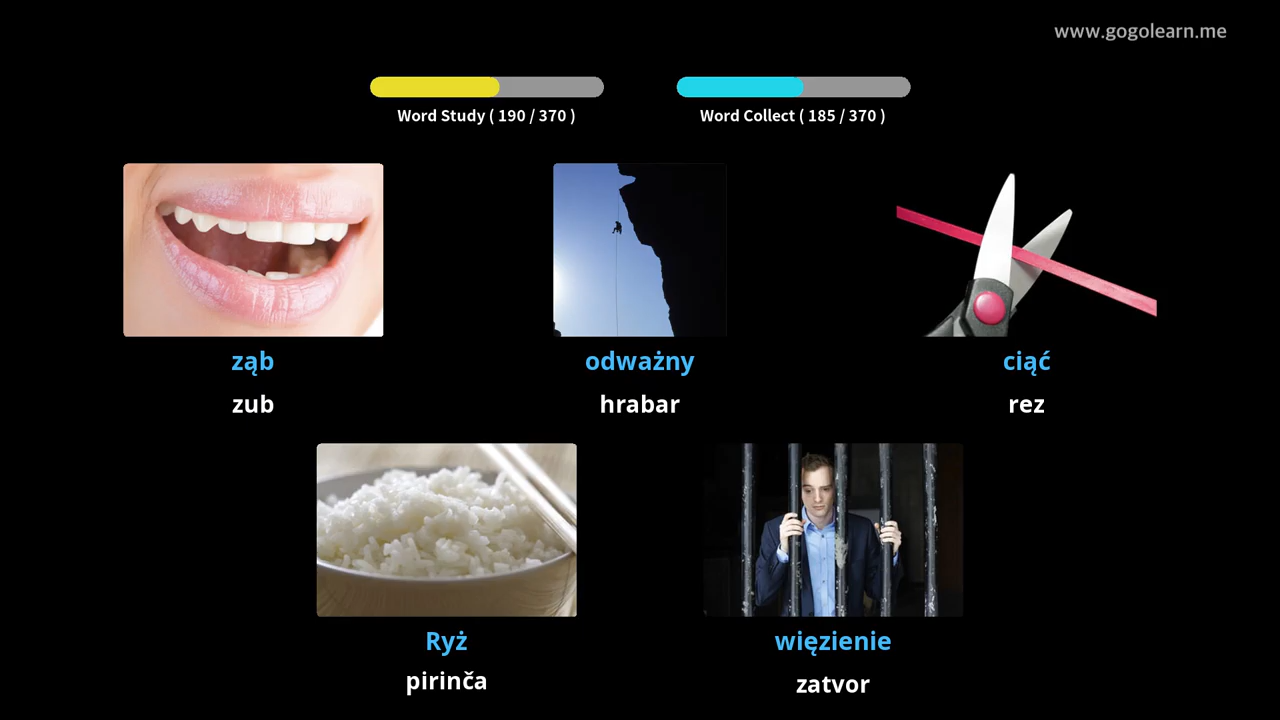 www.gogolearn.me
Word Study ( 190 / 370 )
Word Collect ( 185 / 370 )
ząb
odważny
ciąć
zub
hrabar
rez
Ryż
więzienie
pirinča
zatvor